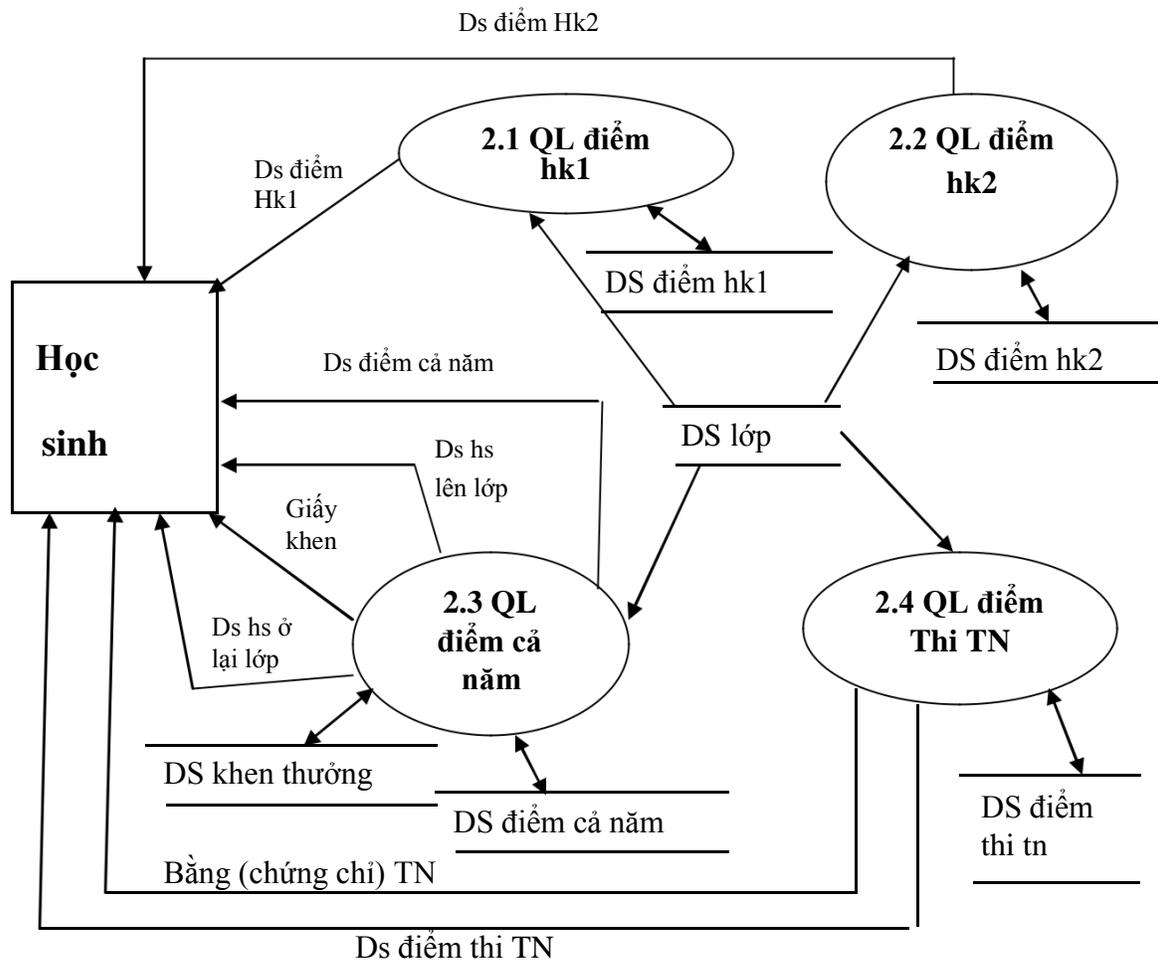 Ds điểm Hk2
2.1 QL điểm
hk1
2.2 QL điểm
hk2
Ds điểm
Hk1
DS điểm hk1
DS điểm hk2
Học
sinh
Ds điểm cả năm
DS lớp
Ds hs
lên lớp
Giấy
khen
2.3 QL
điểm cả
năm
2.4 QL điểm
Thi TN
Ds hs ở
lại lớp
DS khen thưởng
DS điểm cả năm
DS điểm
thi tn
Bằng (chứng chỉ) TN
Ds điểm thi TN